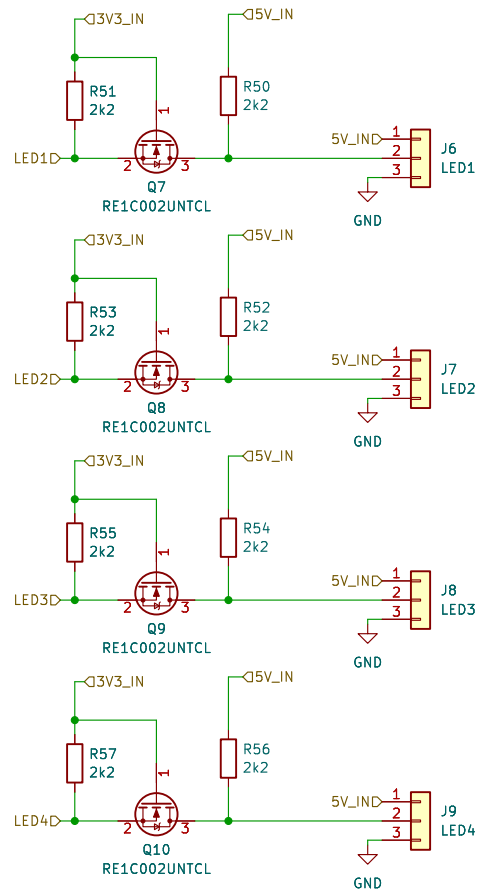 3V3_IN
5V_IN
R51
2k2
R50
2k2
1
5V_IN
1
J6
LED1
2
3
2
LED1
3
Q7
RE1C002UNTCL
GND
3V3_IN
5V_IN
R53
2k2
R52
2k2
1
5V_IN
1
J7
LED2
2
3
2
LED2
3
Q8
RE1C002UNTCL
GND
3V3_IN
5V_IN
R55
2k2
R54
2k2
1
5V_IN
1
J8
LED3
2
3
2
LED3
3
Q9
RE1C002UNTCL
GND
3V3_IN
5V_IN
R57
2k2
R56
2k2
1
5V_IN
1
J9
LED4
2
3
2
LED4
3
Q10
RE1C002UNTCL
GND